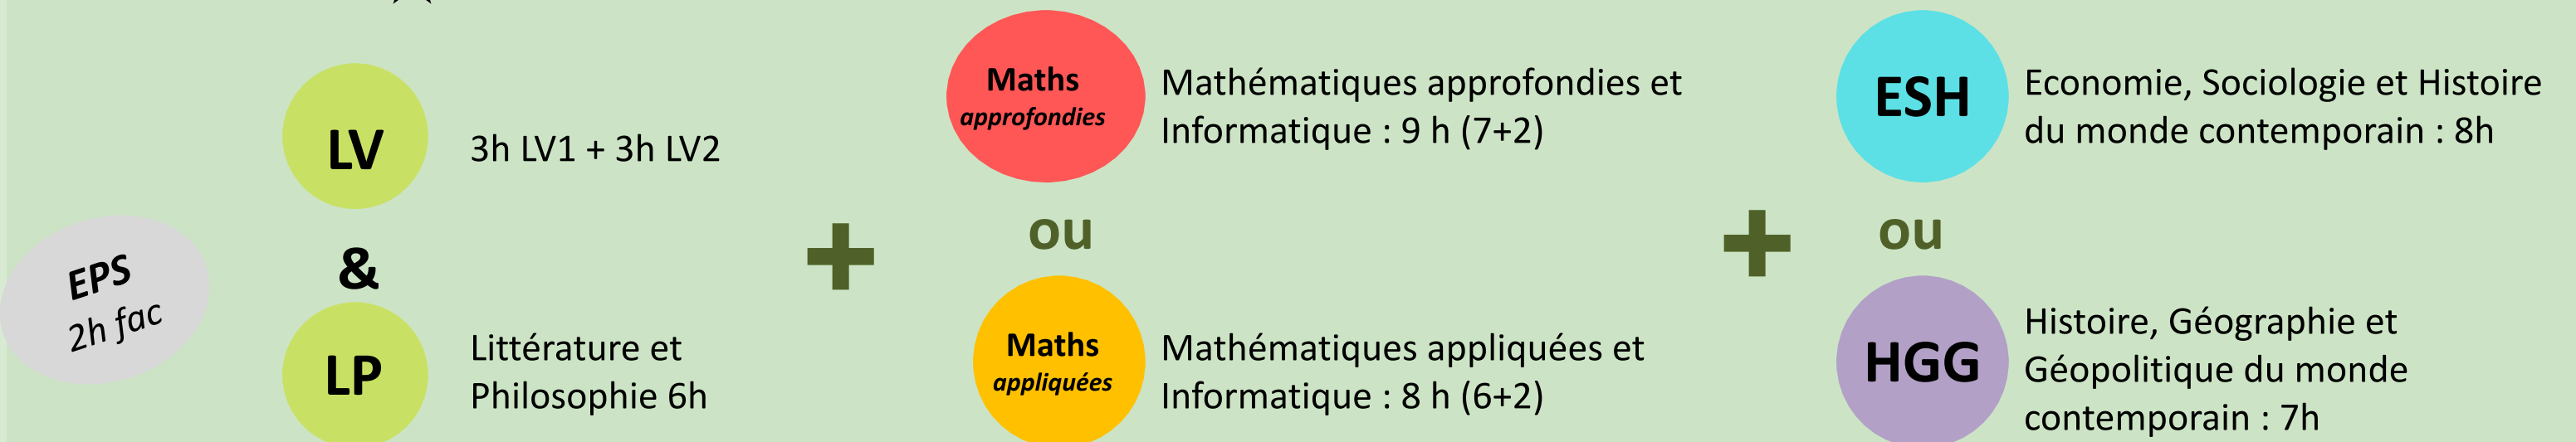 EPS
2h fac
LV
3h LV1 + 3h LV2
&
LP
Littérature et
Philosophie 6h
+
Maths
approfondies
Mathématiques approfondies et
Informatique : 9 h (7+2)
ou
Maths
appliquées
Mathématiques appliquées et
Informatique : 8 h (6+2)
+
ESH
Economie, Sociologie et Histoire
du monde contemporain : 8h
ou
HGG
Histoire, Géographie et
Géopolitique du monde
contemporain : 7h